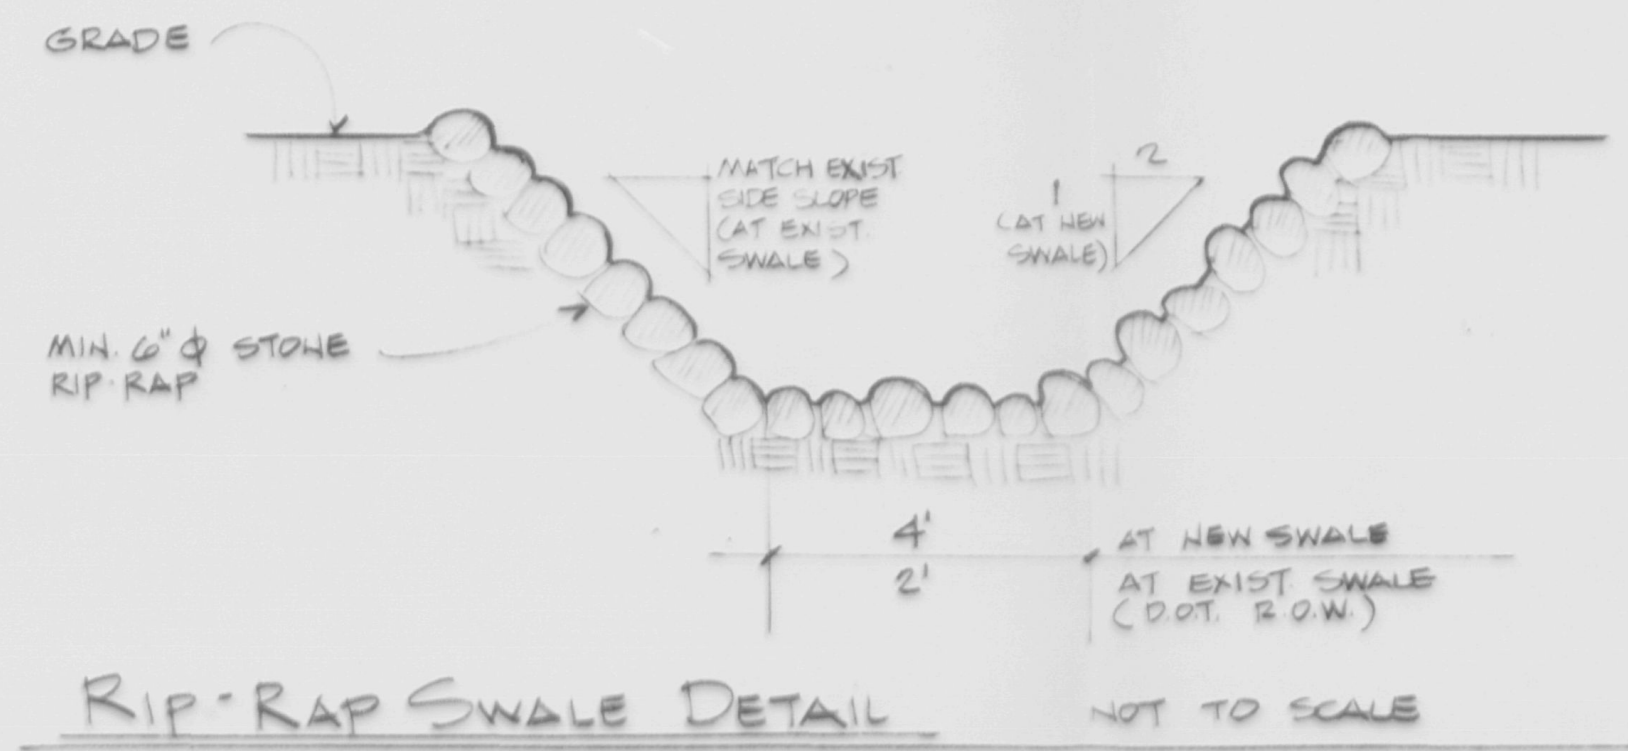 GRADE
MATCH EXIST.
SIDE SLOPE
(AT EXIST.
SWALE)
2
1
(AT NEW
SWALE)
MIN. 6" ϕ STONE
RIP-RAP
4' AT NEW SWALE
2' AT EXIST. SWALE
(D.O.T. R.O.W.)
RIP-RAP SWALE DETAIL
NOT TO SCALE